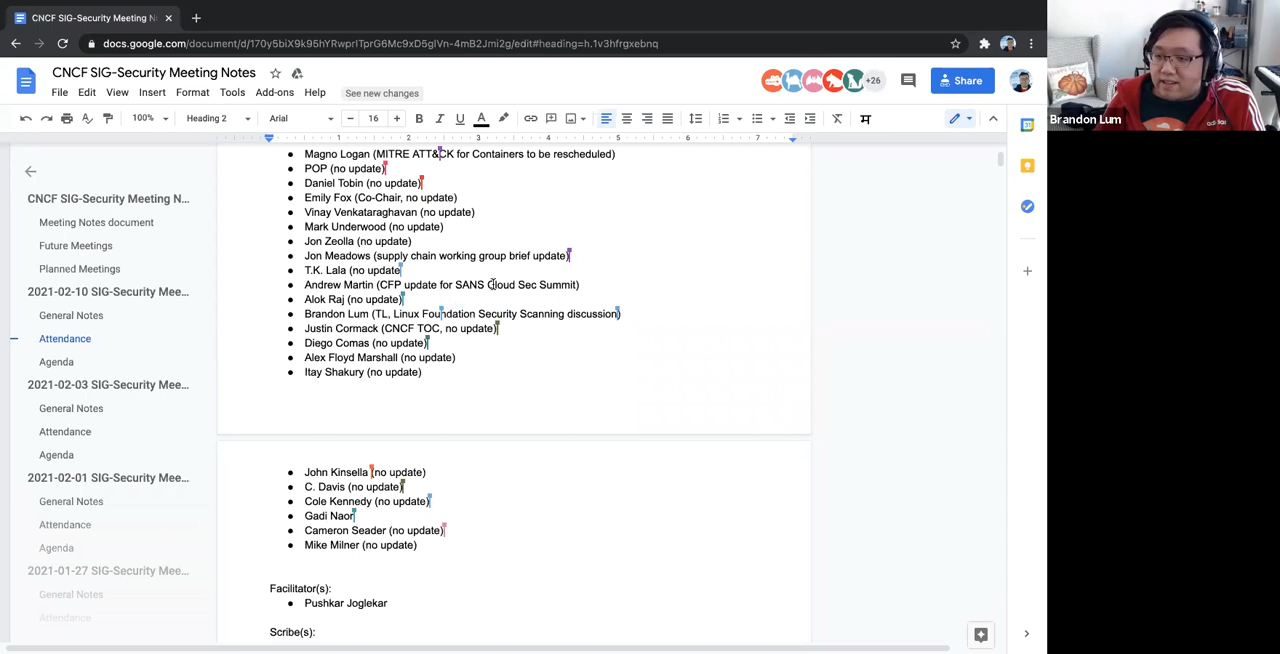 CNCF SIG-Security Meeting N
docs.google.com/document/d/170y5biX9k95hYRwprITprG6Mc9xD5glVn-4mB2Jmi2g/edit#heading=h.1v3hfrgxebnq
CNCF SIG-Security Meeting Notes
File Edit View Insert Format Tools Add-ons Help See new changes
+26
Share
100% Heading 2 Arial 16
B I U A
1 2 3 4 5 6 7
CNCF SIG-Security Meeting N...
Meeting Notes document
Future Meetings
Planned Meetings
2021-02-10 SIG-Security Mee...
General Notes
Attendance
Agenda
2021-02-03 SIG-Security Mee...
General Notes
Attendance
Agenda
2021-02-01 SIG-Security Mee...
General Notes
Attendance
Agenda
2021-01-27 SIG-Security Mee...
General Notes
Attendance
Magno Logan (MITRE ATT&CK for Containers to be rescheduled)
POP (no update)
Daniel Tobin (no update)
Emily Fox (Co-Chair, no update)
Vinay Venkataraghavan (no update)
Mark Underwood (no update)
Jon Zeolla (no update)
Jon Meadows (supply chain working group brief update)
T.K. Lala (no update
Andrew Martin (CFP update for SANS Cloud Sec Summit)
Alok Raj (no update)
Brandon Lum (TL, Linux Foundation Security Scanning discussion)
Justin Cormack (CNCF TOC, no update)
Diego Comas (no update)
Alex Floyd Marshall (no update)
Itay Shakury (no update)
John Kinsella (no update)
C. Davis (no update)
Cole Kennedy (no update)
Gadi Naor
Cameron Seader (no update)
Mike Milner (no update)
Facilitator(s):
Pushkar Joglekar
Scribe(s):
Brandon Lum